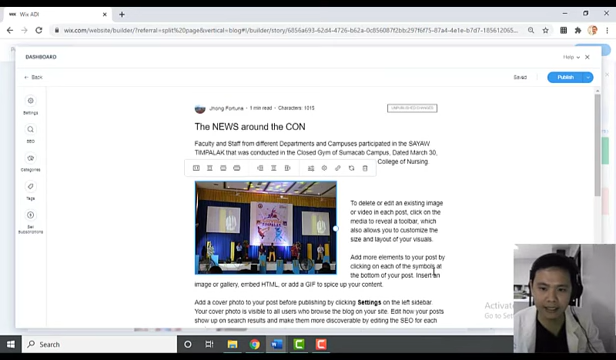 Wix ADI
wix.com/website/builder/?referral=split%20page&vertical=blog#!/builder/story/6856a693-62d4-4726-b62a-0c856087f2bb297f6f75-87a4-4e1e-b7d7-185612065...
DASHBOARD
Help
Back
Saved
Publish
Settings
SEO
Categories
Tags
Set
Jhong Fortuna • 1 min read • Characters: 1015
The NEWS around the CON
Faculty and Staff from different Departments and Campuses participated in the SAYAW
TIMPALAK that was conducted in the Closed Gym of Sumacab Campus, Dated March 30,
College of Nursing.
To delete or edit an existing image
or video in each post, click on the
media to reveal a toolbar, which
also allows you to customize the
size and layout of your visuals.
Add more elements to your post by
clicking on each of the symbols at
the bottom of your post. Insert an
image or gallery, embed HTML, or add a GIF to spice up your content.
Add a cover photo to your post before publishing by clicking Settings on the left sidebar.
Your cover photo is visible to all users who browse the blog on your site. Edit how your posts
show up on search results and make them more discoverable by editing the SEO for each
Activate
Go to Set
Search